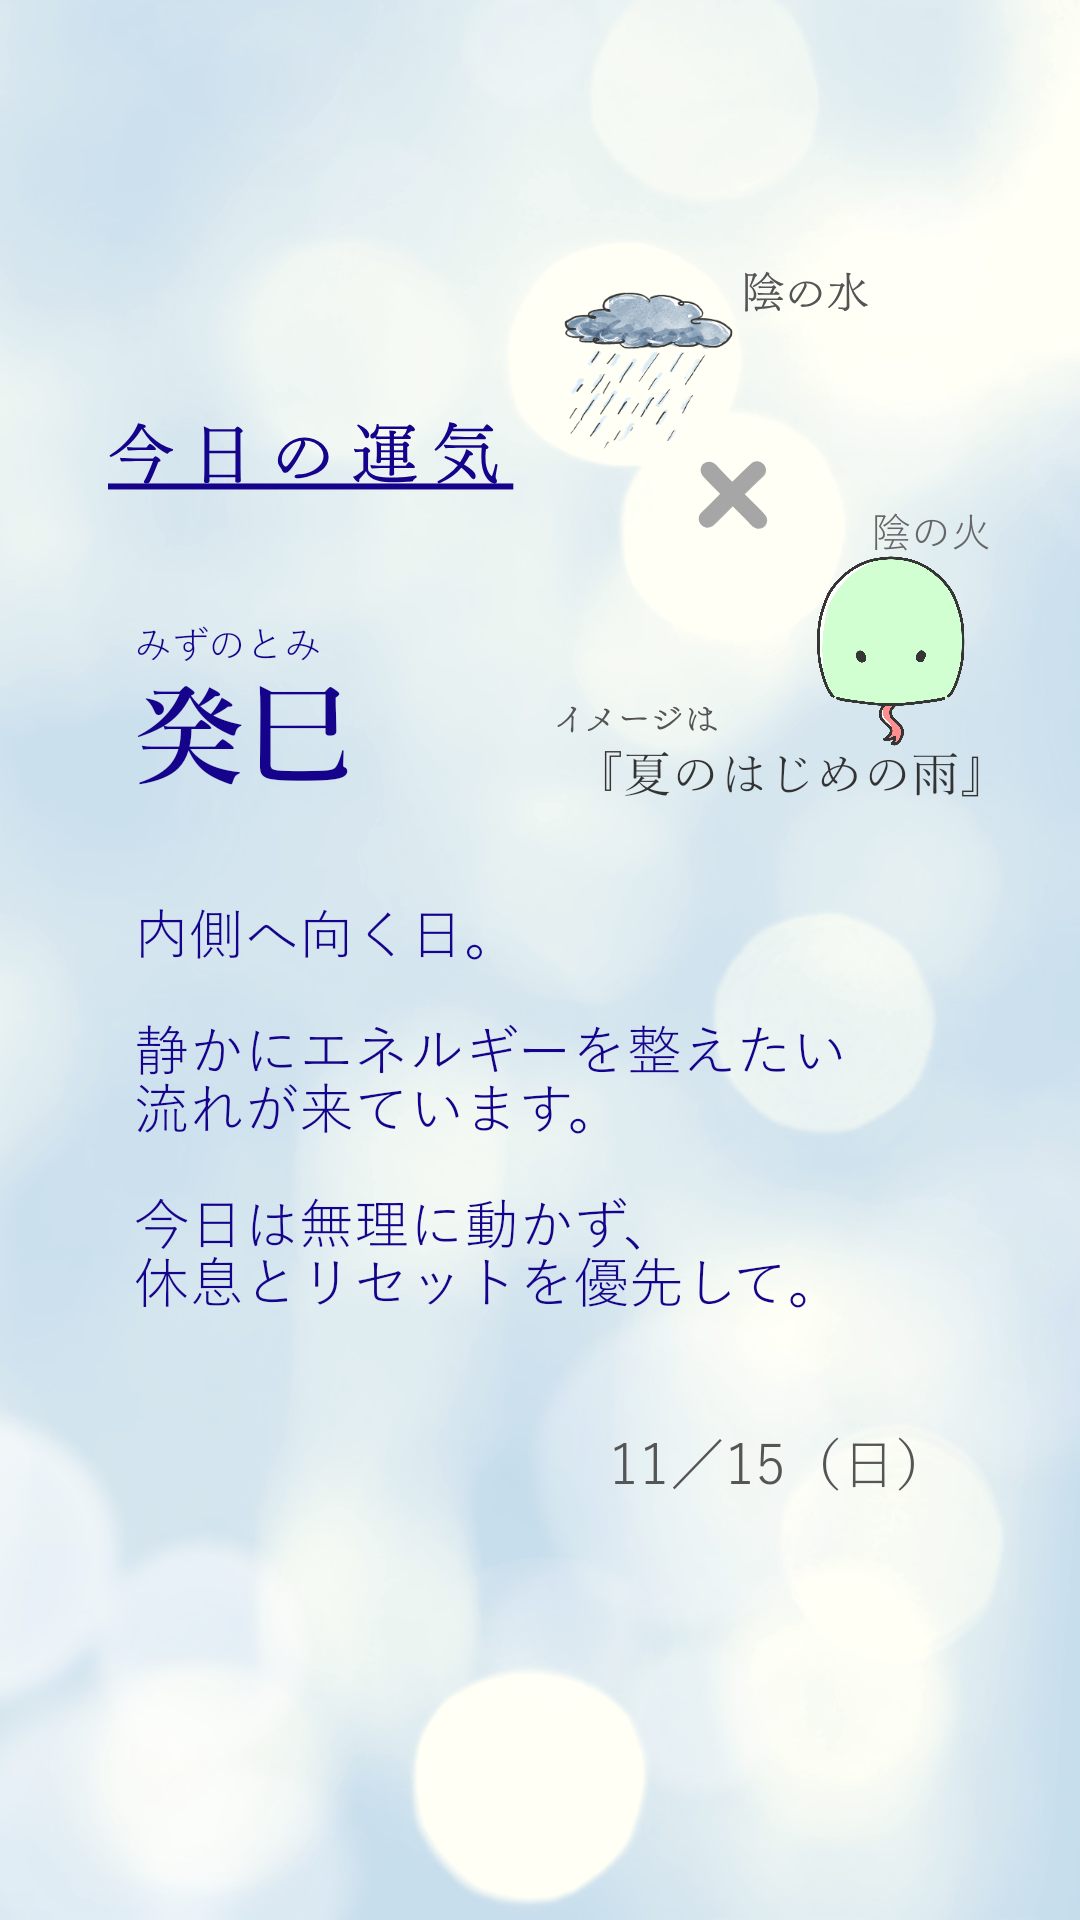 陰の水
今日の運気
陰の火
みずのとみ
癸巳
イメージは
『夏のはじめの雨』
内側へ向く日。
静かにエネルギーを整えたい
流れが来ています。
今日は無理に動かず、
休息とリセットを優先して。
11／15（日）